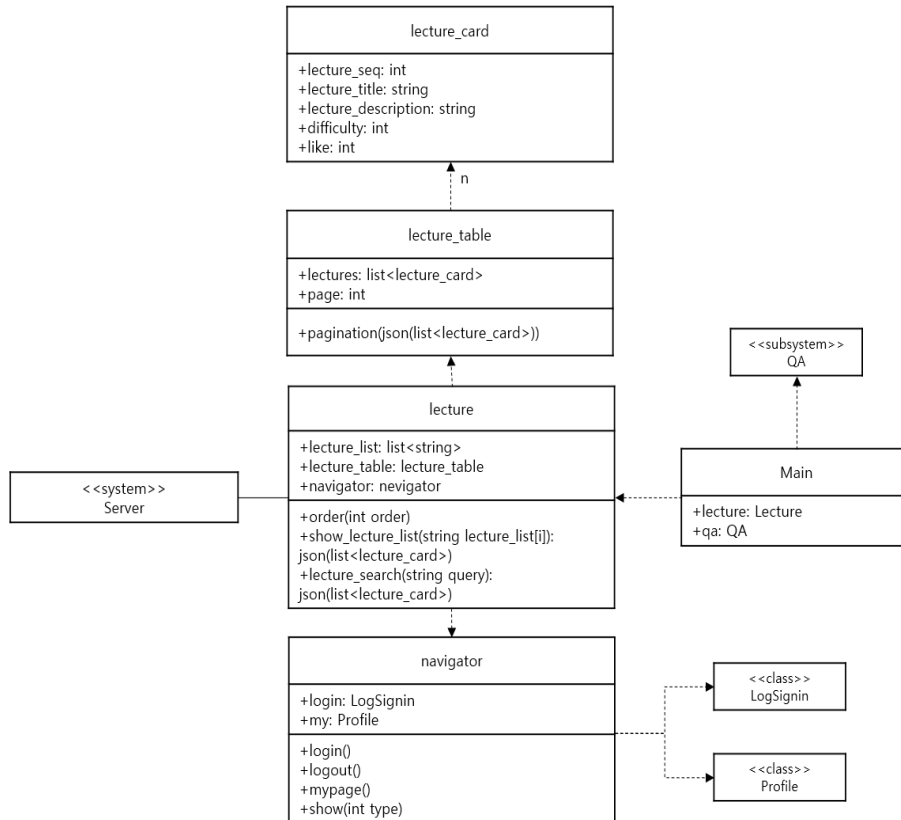 lecture_card
+lecture_seq: int
+lecture_title: string
+lecture_description: string
+difficulty: int
+like: int
n
lecture_table
+lectures: list<lecture_card>
+page: int
+pagination(json(list<lecture_card>))
<<subsystem>>
QA
lecture
+lecture_list: list<string>
+lecture_table: lecture_table
+navigator: nevigator
+order(int order)
+show_lecture_list(string lecture_list[i]):
json(list<lecture_card>)
+lecture_search(string query):
json(list<lecture_card>)
<<system>>
Server
Main
+lecture: Lecture
+qa: QA
navigator
+login: LogSignin
+my: Profile
+login()
+logout()
+mypage()
+show(int type)
<<class>>
LogSignin
<<class>>
Profile